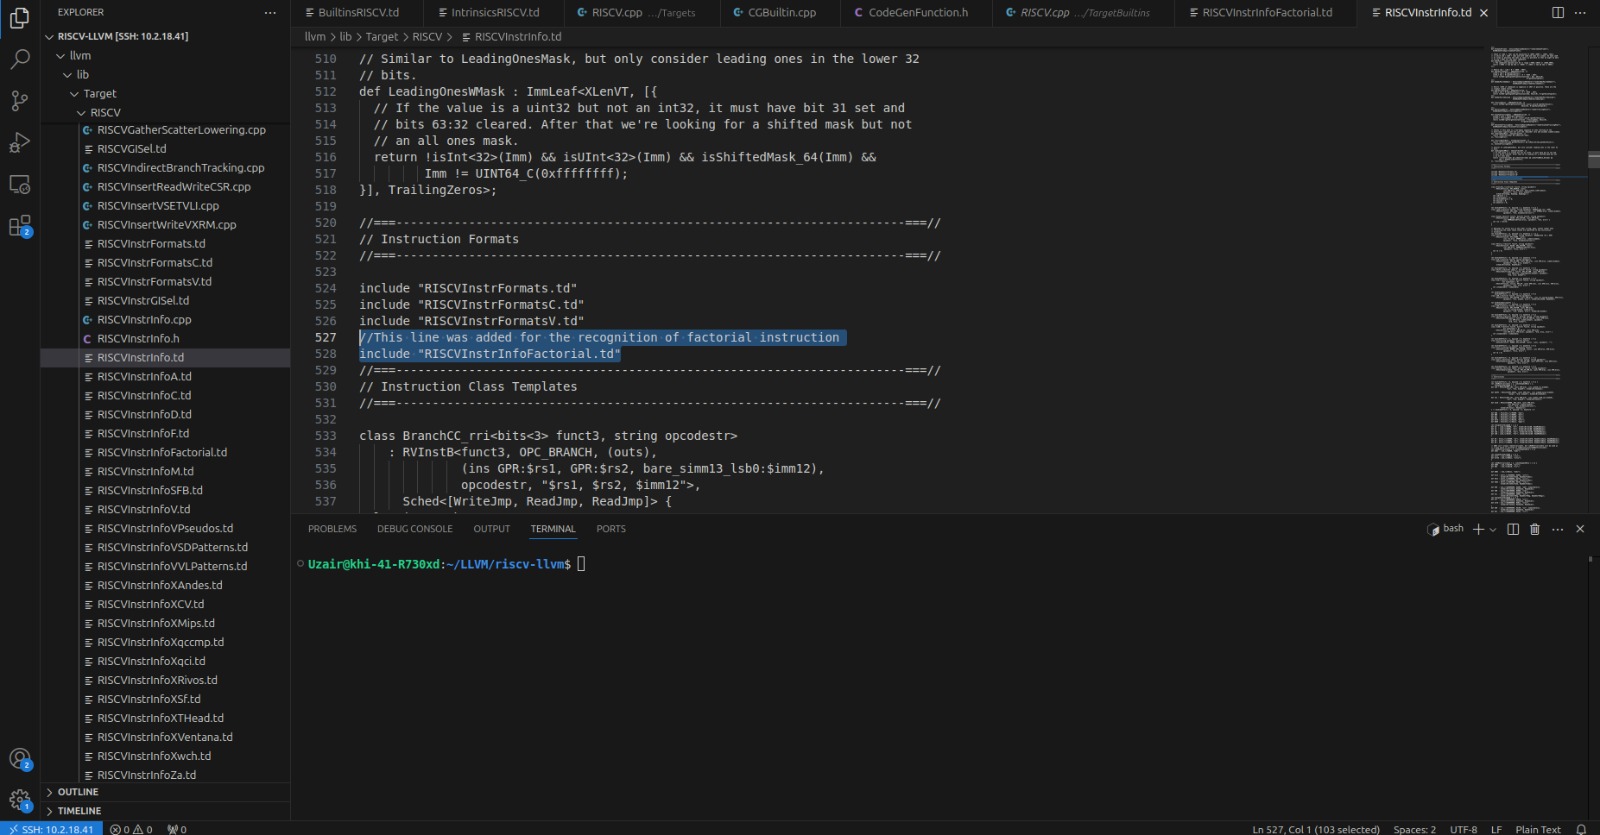 EXPLORER
RISCV-LLVM [SSH: 10.2.18.41]
llvm
lib
Target
RISCV
RISCVGatherScatterLowering.cpp
RISCVGISel.td
RISCVIndirectBranchTracking.cpp
RISCVInsertReadWriteCSR.cpp
RISCVInsertVSETVLI.cpp
RISCVInsertWriteVXRM.cpp
RISCVInstrFormats.td
RISCVInstrFormatsC.td
RISCVInstrFormatsV.td
RISCVInstrGISel.td
RISCVInstrInfo.cpp
RISCVInstrInfo.h
RISCVInstrInfo.td
RISCVInstrInfoA.td
RISCVInstrInfoC.td
RISCVInstrInfoD.td
RISCVInstrInfoF.td
RISCVInstrInfoFactorial.td
RISCVInstrInfoM.td
RISCVInstrInfoSFB.td
RISCVInstrInfoV.td
RISCVInstrInfoVPseudos.td
RISCVInstrInfoVSDPatterns.td
RISCVInstrInfoVVLPatterns.td
RISCVInstrInfoXAndes.td
RISCVInstrInfoXCV.td
RISCVInstrInfoXMips.td
RISCVInstrInfoXqccmp.td
RISCVInstrInfoXqci.td
RISCVInstrInfoXRivos.td
RISCVInstrInfoXSf.td
RISCVInstrInfoXTHead.td
RISCVInstrInfoXVentana.td
RISCVInstrInfoXwch.td
RISCVInstrInfoZa.td
OUTLINE
TIMELINE
2
2
1
BuiltinsRISCV.td IntrinsicsRISCV.td RISCV.cpp .../Targets CGBuiltin.cpp CodeGenFunction.h RISCV.cpp .../TargetBuiltins RISCVInstrInfoFactorial.td RISCVInstrInfo.td
llvm > lib > Target > RISCV > RISCVInstrInfo.td
510 // Similar to LeadingOnesMask, but only consider leading ones in the lower 32
511 // bits.
512 def LeadingOnesWMask : ImmLeaf<XLenVT, [{
513 // If the value is a uint32 but not an int32, it must have bit 31 set and
514 // bits 63:32 cleared. After that we're looking for a shifted mask but not
515 // an all ones mask.
516 return !isInt<32>(Imm) && isUInt<32>(Imm) && isShiftedMask_64(Imm) &&
517 Imm != UINT64_C(0xffffffff);
518 }], TrailingZeros>;
519
520 //===----------------------------------------------------------------------===//
521 // Instruction Formats
522 //===----------------------------------------------------------------------===//
523
524 include "RISCVInstrFormats.td"
525 include "RISCVInstrFormatsC.td"
526 include "RISCVInstrFormatsV.td"
527 //This line was added for the recognition of factorial instruction
528 include "RISCVInstrInfoFactorial.td"
529 //===----------------------------------------------------------------------===//
530 // Instruction Class Templates
531 //===----------------------------------------------------------------------===//
532
533 class BranchCC_rri<bits<3> funct3, string opcodestr>
534 : RVInstB<funct3, OPC_BRANCH, (outs),
535 (ins GPR:$rs1, GPR:$rs2, bare_simm13_lsb0:$imm12),
536 opcodestr, "$rs1, $rs2, $imm12">,
537 Sched<[WriteJmp, ReadJmp, ReadJmp]> {
PROBLEMS DEBUG CONSOLE OUTPUT TERMINAL PORTS
bash
Uzair@khi-41-R730xd:~/LLVM/riscv-llvm$
SSH: 10.2.18.41 0 0 0 Ln 527, Col 1 (103 selected) Spaces: 2 UTF-8 LF Plain Text